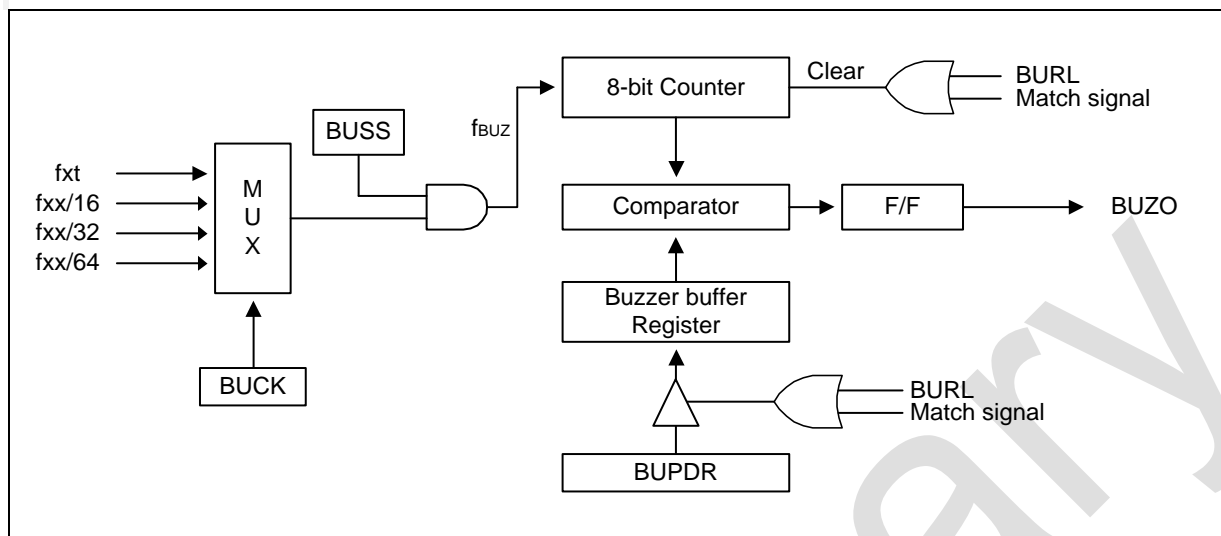 fxt
fxx/16
fxx/32
fxx/64
M
U
X
BUCK
BUSS
fBUZ
8-bit Counter
Clear
BURL
Match signal
Comparator
F/F
BUZO
Buzzer buffer
Register
BURL
Match signal
BUPDR
ary